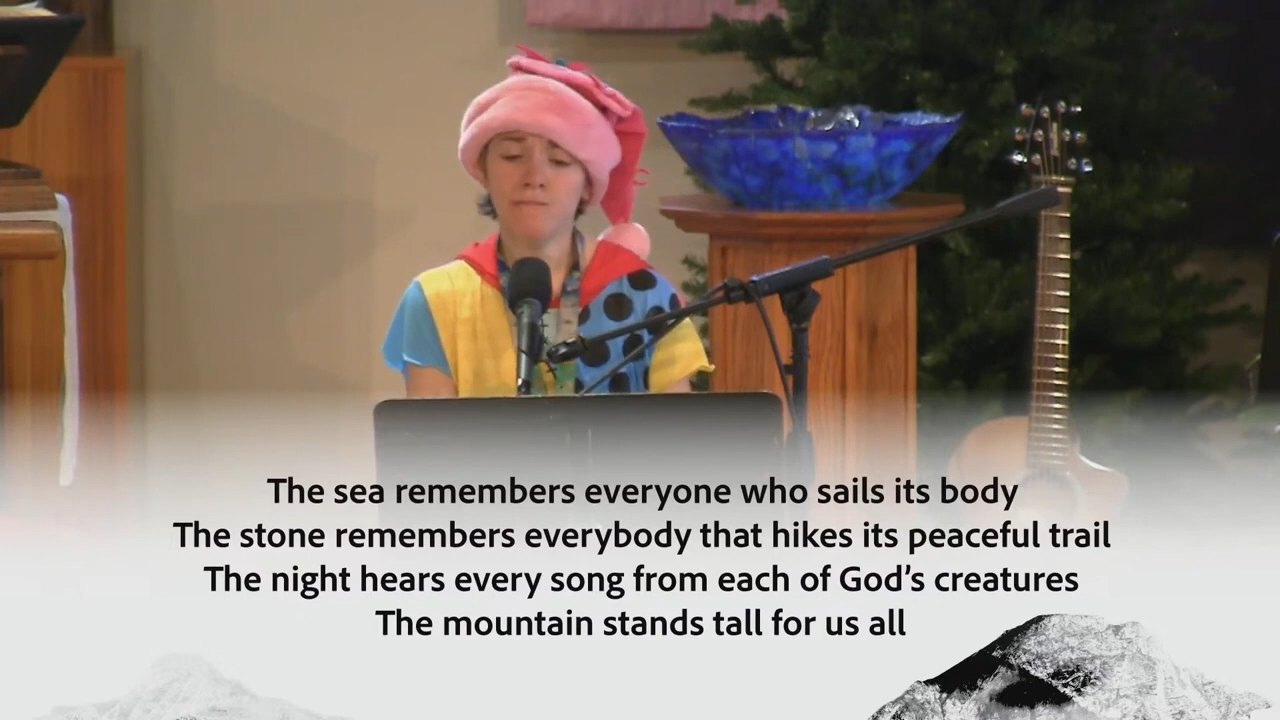 The sea remembers everyone who sails its body
The stone remembers everybody that hikes its peaceful trail
The night hears every song from each of God’s creatures
The mountain stands tall for us all